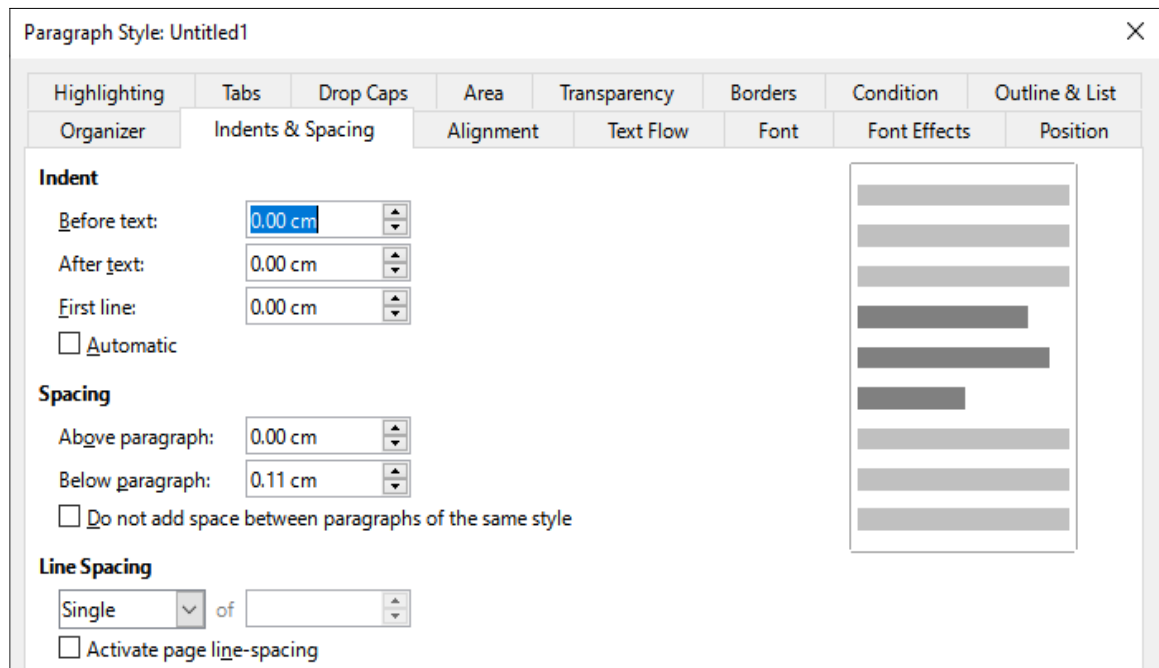 Paragraph Style: Untitled1
Highlighting Tabs Drop Caps Area Transparency Borders Condition Outline & List
Organizer Indents & Spacing Alignment Text Flow Font Font Effects Position
Indent
Before text: 0.00 cm
After text: 0.00 cm
First line: 0.00 cm
Automatic
Spacing
Above paragraph: 0.00 cm
Below paragraph: 0.11 cm
Do not add space between paragraphs of the same style
Line Spacing
Single of
Activate page line-spacing